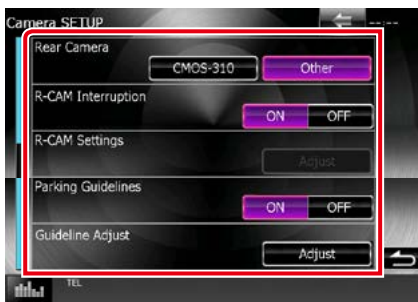 Camera SETUP --:--
Rear Camera
CMOS-310 Other
R-CAM Interruption
ON OFF
R-CAM Settings
Adjust
Parking Guidelines
ON OFF
Guideline Adjust
Adjust
TEL